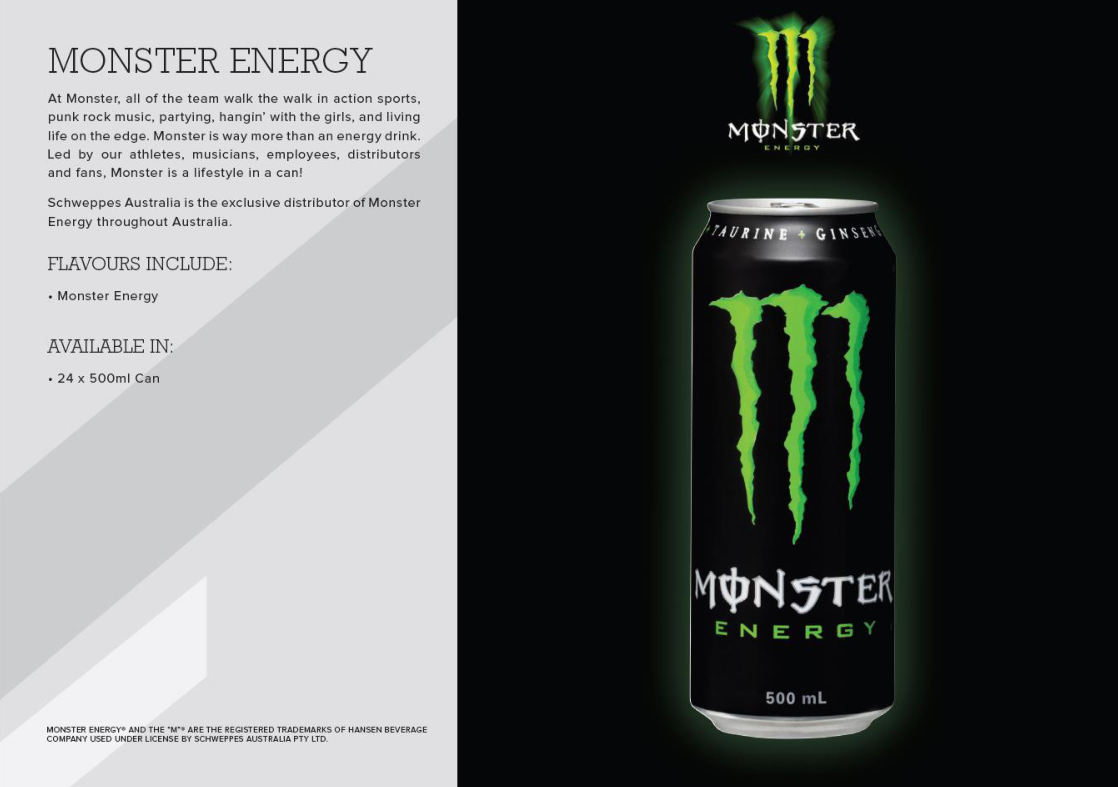 MONSTER ENERGY
At Monster, all of the team walk the walk in action sports,
punk rock music, partying, hangin' with the girls, and living
life on the edge. Monster is way more than an energy drink.
Led by our athletes, musicians, employees, distributors
and fans, Monster is a lifestyle in a can!
Schweppes Australia is the exclusive distributor of Monster
Energy throughout Australia.
FLAVOURS INCLUDE:
• Monster Energy
AVAILABLE IN:
• 24 x 500ml Can
MONSTER ENERGY® AND THE "M"® ARE THE REGISTERED TRADEMARKS OF HANSEN BEVERAGE
COMPANY USED UNDER LICENSE BY SCHWEPPES AUSTRALIA PTY LTD.
MONSTER
ENERGY
TAURINE + GINSENG
MONSTER
ENERGY
500 mL